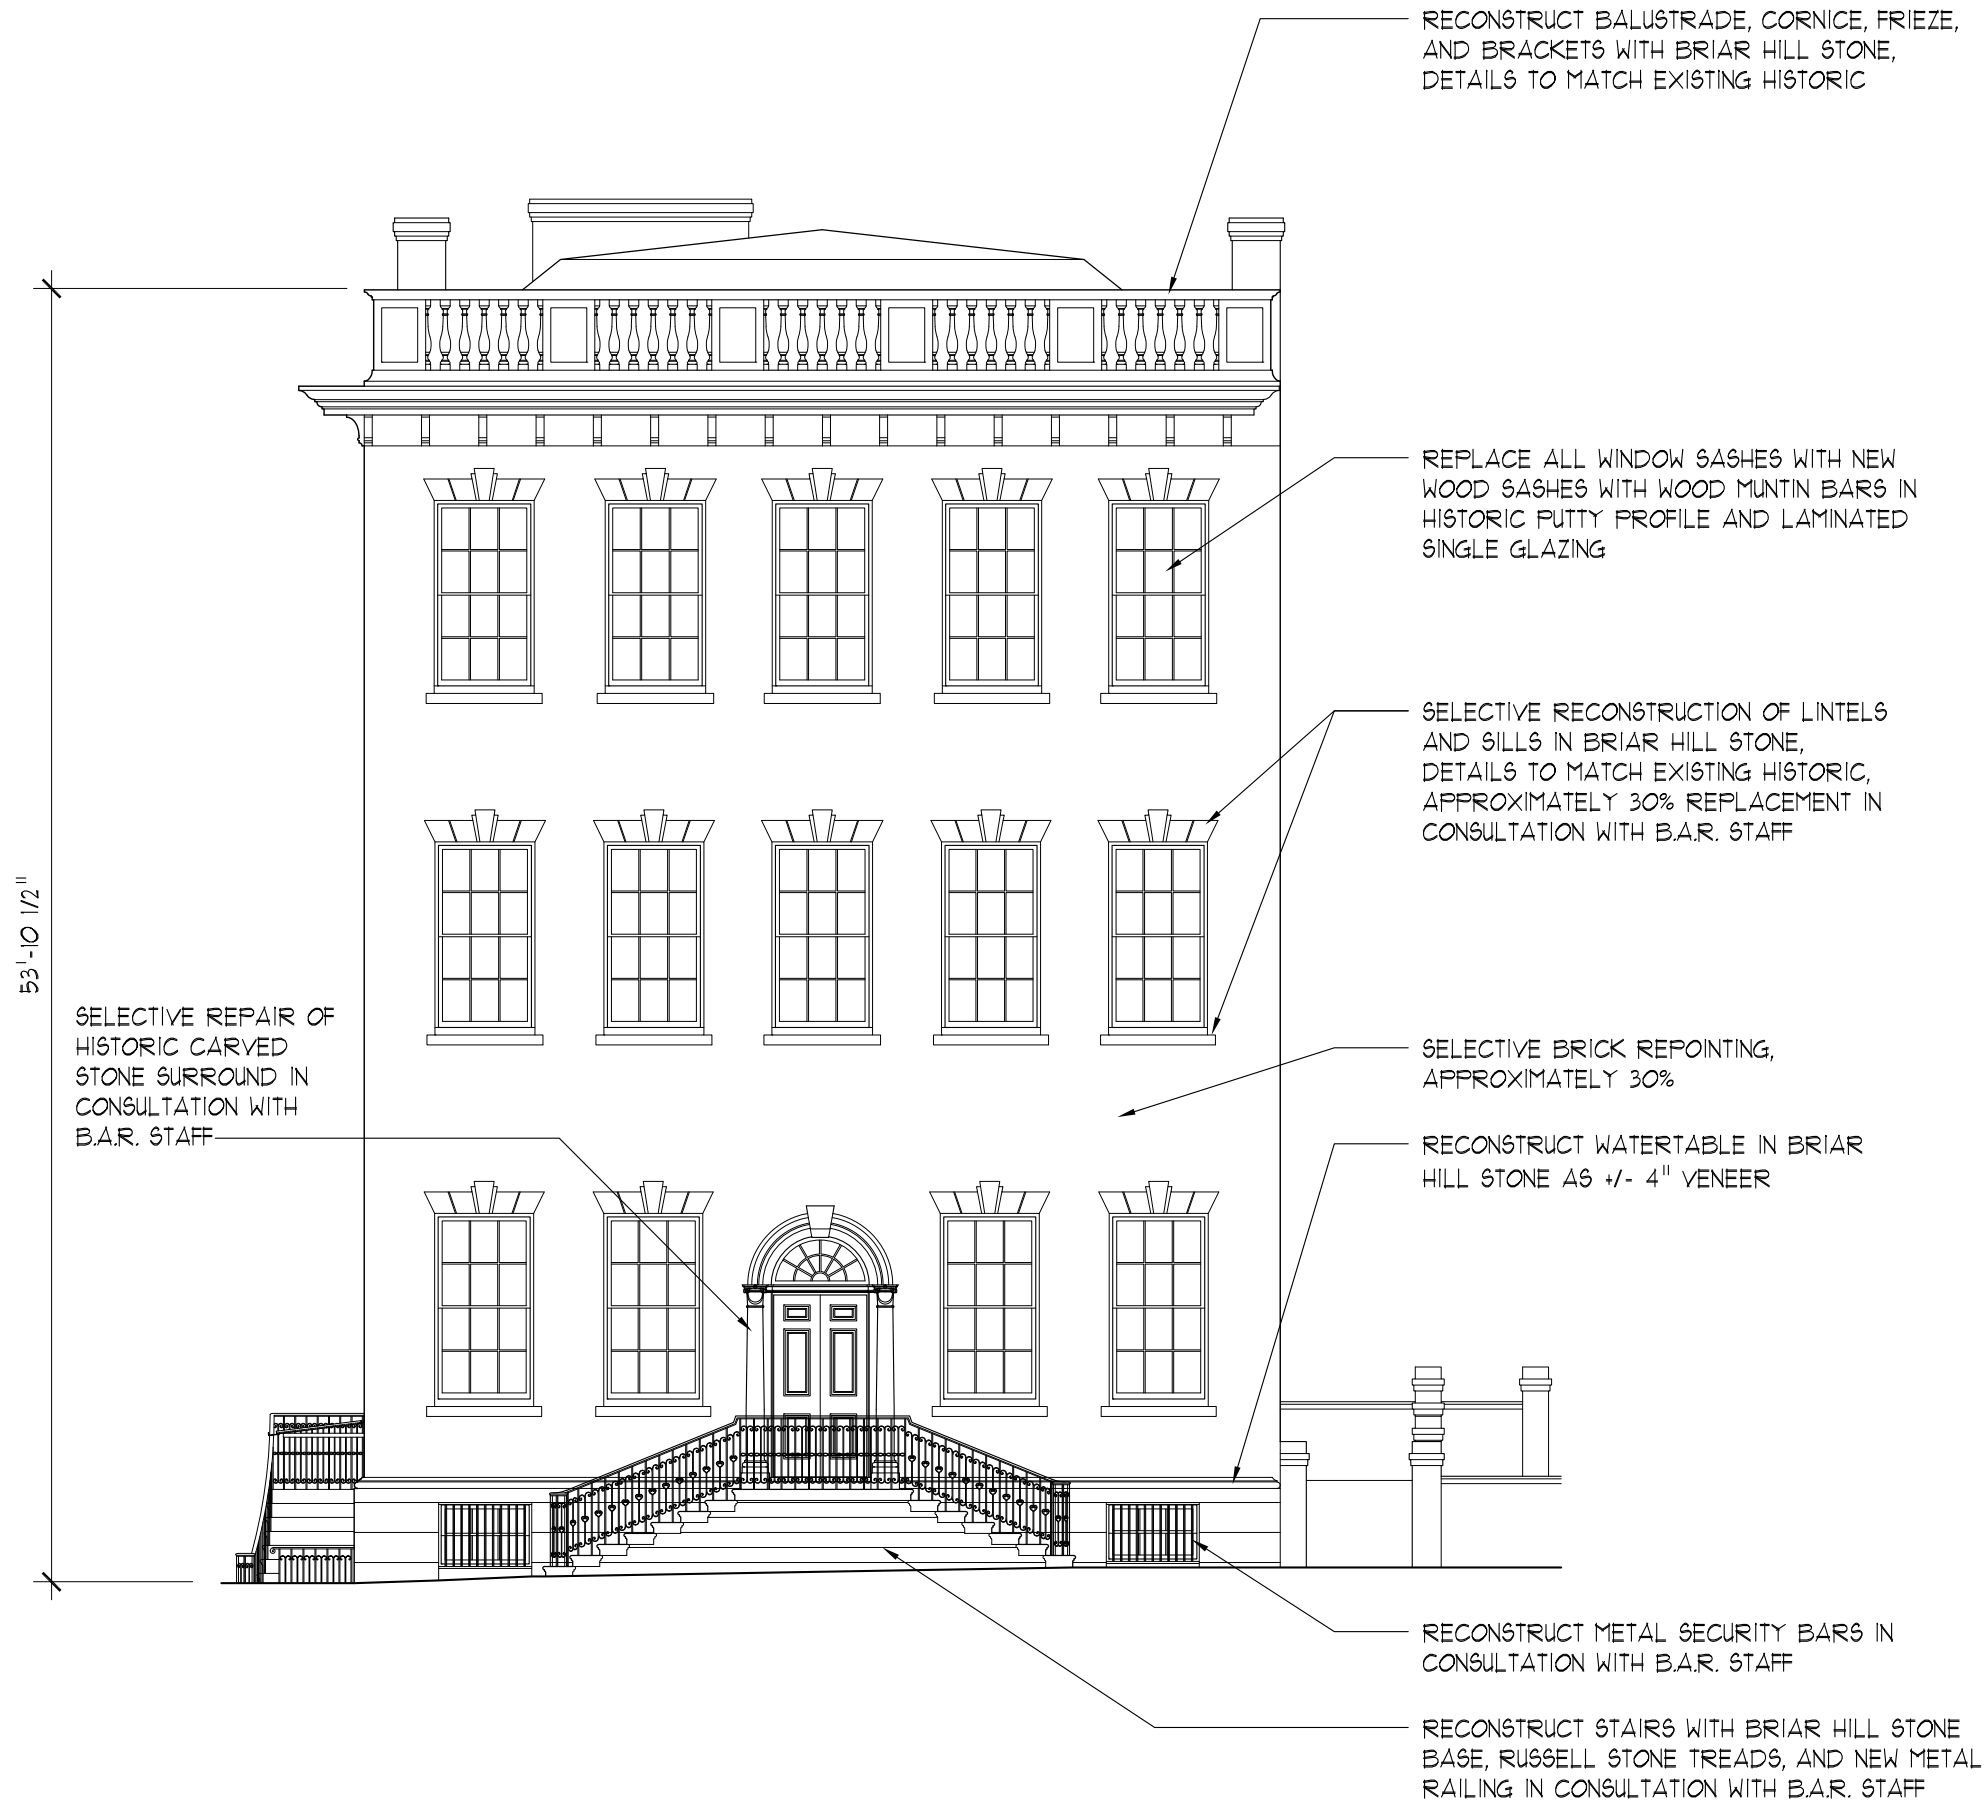 RECONSTRUCT BALUSTRADE, CORNICE, FRIEZE,
AND BRACKETS WITH BRIAR HILL STONE,
DETAILS TO MATCH EXISTING HISTORIC
REPLACE ALL WINDOW SASHES WITH NEW
WOOD SASHES WITH WOOD MUNTIN BARS IN
HISTORIC PUTTY PROFILE AND LAMINATED
SINGLE GLAZING
SELECTIVE RECONSTRUCTION OF LINTELS
AND SILLS IN BRIAR HILL STONE,
DETAILS TO MATCH EXISTING HISTORIC,
APPROXIMATELY 30% REPLACEMENT IN
CONSULTATION WITH B.A.R. STAFF
53'-10 1/2"
SELECTIVE REPAIR OF
HISTORIC CARVED
STONE SURROUND IN
CONSULTATION WITH
B.A.R. STAFF
SELECTIVE BRICK REPOINTING,
APPROXIMATELY 30%
RECONSTRUCT WATERTABLE IN BRIAR
HILL STONE AS +/- 4" VENEER
RECONSTRUCT METAL SECURITY BARS IN
CONSULTATION WITH B.A.R. STAFF
RECONSTRUCT STAIRS WITH BRIAR HILL STONE
BASE, RUSSELL STONE TREADS, AND NEW METAL
RAILING IN CONSULTATION WITH B.A.R. STAFF